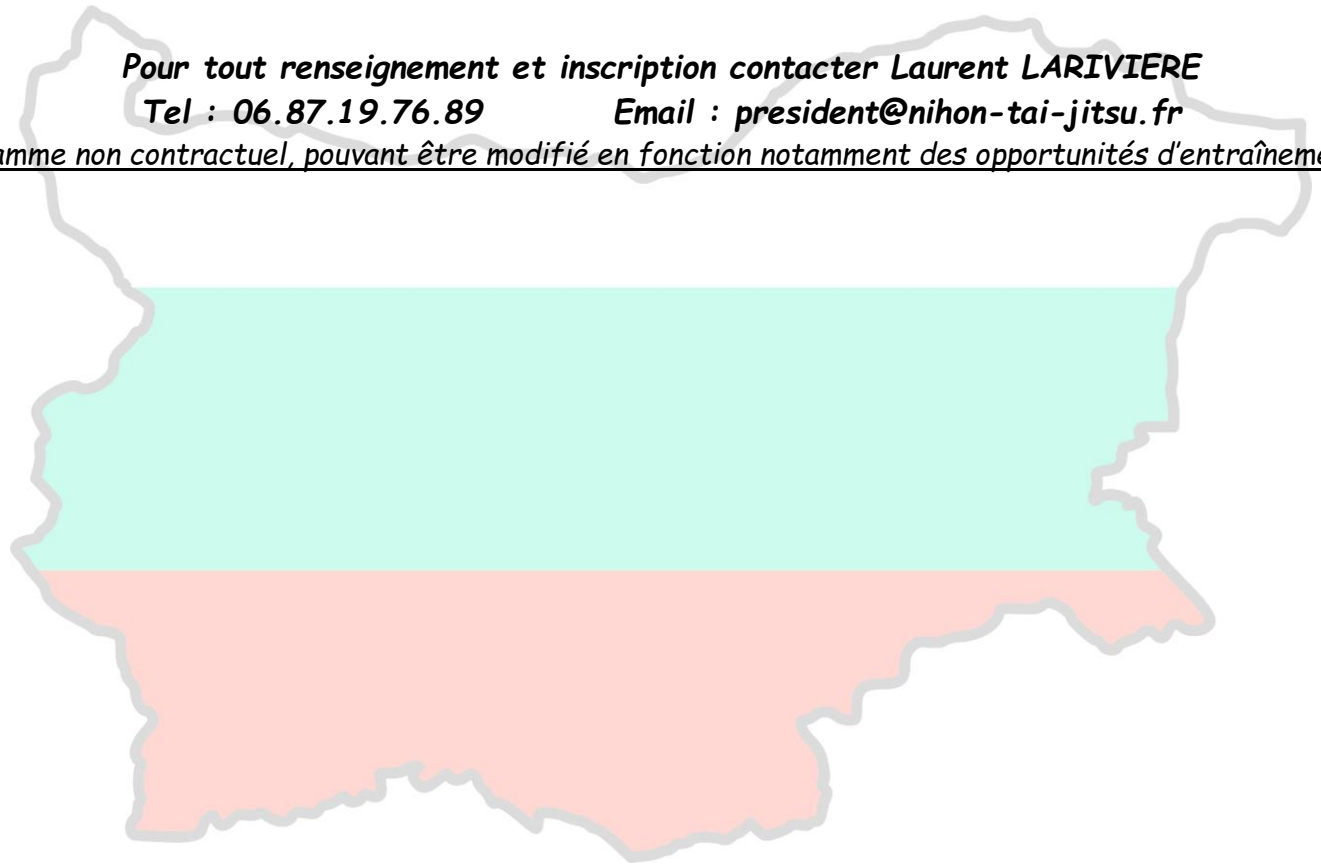 Pour tout renseignement et inscription contacter Laurent LARIVIERE
Tel : 06.87.19.76.89 Email : president@nihon-tai-jitsu.fr
non contractuel, pouvant être modifié en fonction notamment des opportunités